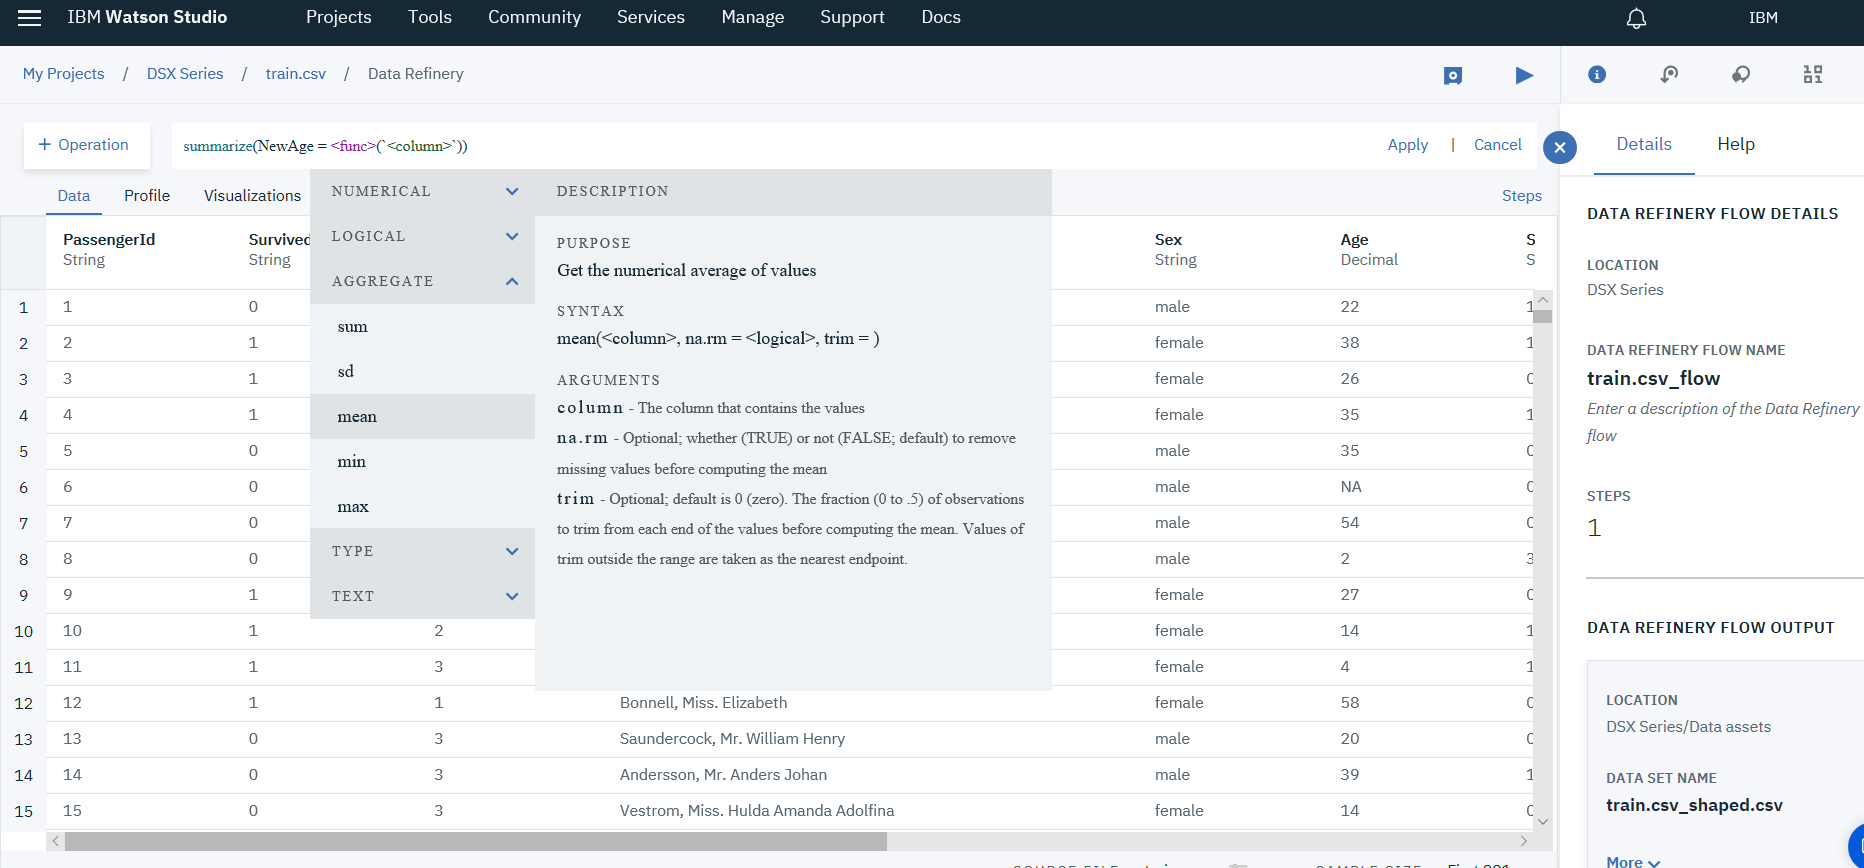 IBM Watson Studio Projects Tools Community Services Manage Support Docs IBM
My Projects / DSX Series / train.csv / Data Refinery
+ Operation summarize(NewAge = <func>(`<column>`)) Apply | Cancel
Details Help
Data Profile Visualizations Steps
NUMERICAL
LOGICAL
AGGREGATE
sum
sd
mean
min
max
TYPE
TEXT
DESCRIPTION
PURPOSE
Get the numerical average of values
SYNTAX
mean(<column>, na.rm = <logical>, trim = )
ARGUMENTS
column - The column that contains the values
na.rm - Optional; whether (TRUE) or not (FALSE; default) to remove
missing values before computing the mean
trim - Optional; default is 0 (zero). The fraction (0 to .5) of observations
to trim from each end of the values before computing the mean. Values of
trim outside the range are taken as the nearest endpoint.
PassengerId Survived Sex Age S
String String String Decimal S
1 1 0 male 22 1
2 2 1 female 38 1
3 3 1 female 26 0
4 4 1 female 35 1
5 5 0 male 35 0
6 6 0 male NA 0
7 7 0 male 54 0
8 8 0 male 2 3
9 9 1 female 27 0
10 10 1 2 female 14 1
11 11 1 3 female 4 1
12 12 1 1 Bonnell, Miss. Elizabeth female 58 0
13 13 0 3 Saundercock, Mr. William Henry male 20 0
14 14 0 3 Andersson, Mr. Anders Johan male 39 1
15 15 0 3 Vestrom, Miss. Hulda Amanda Adolfina female 14 0
DATA REFINERY FLOW DETAILS
LOCATION
DSX Series
DATA REFINERY FLOW NAME
train.csv_flow
Enter a description of the Data Refinery
flow
STEPS
1
DATA REFINERY FLOW OUTPUT
LOCATION
DSX Series/Data assets
DATA SET NAME
train.csv_shaped.csv
More